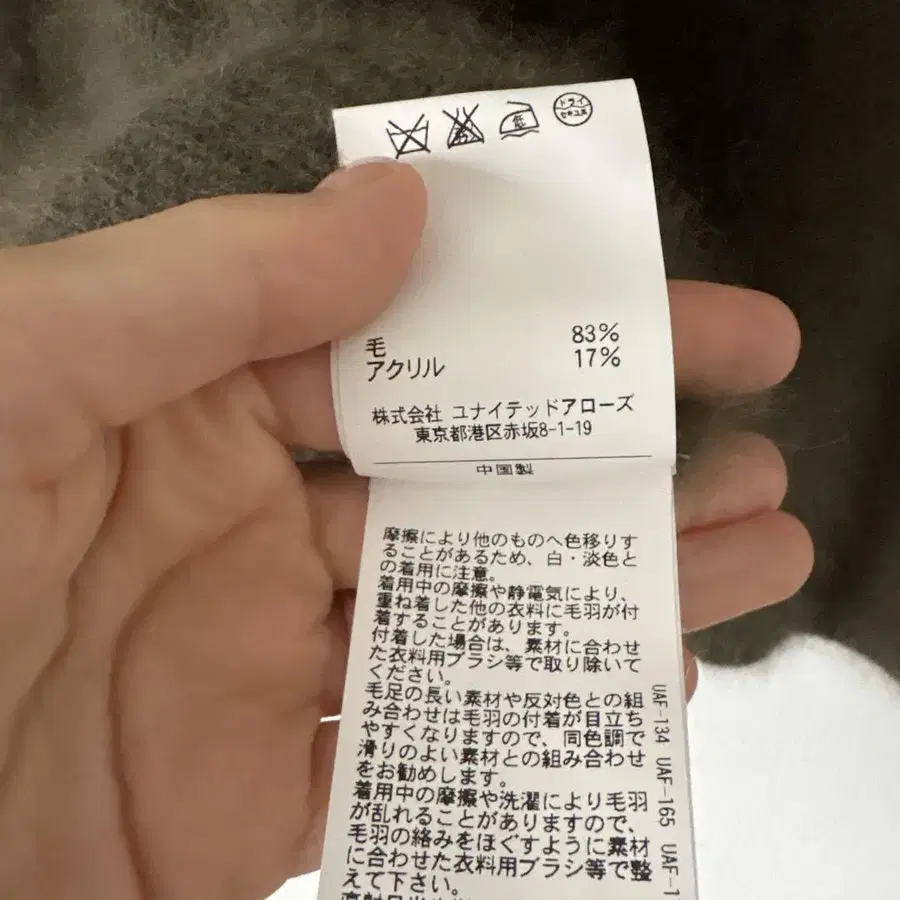 低
ドライ
セキユ系
毛 83%
アクリル 17%
株式会社 ユナイテッドアローズ
東京都港区赤坂8-1-19
中国製
摩擦により他のものへ色移りす
ることがあるため、白・淡色と
の着用に注意。
着用中の摩擦や静電気により、
重ね着した他の衣料に毛羽が付
着することがあります。
付着した場合は、素材に合わせ
た衣料用ブラシ等で取り除いて
ください。
毛足の長い素材や反対色との組
み合わせは毛羽の付着が目立ち
やすくなりますので、同色調で
滑りのよい素材との組み合わせ
をお勧めします。
着用中の摩擦や洗濯により毛羽
が乱れることがありますので、
毛羽の絡みをほぐすように素材
に合わせた衣料用ブラシ等で整
えて下さい。
UAF-134 UAF-165 UAF-1